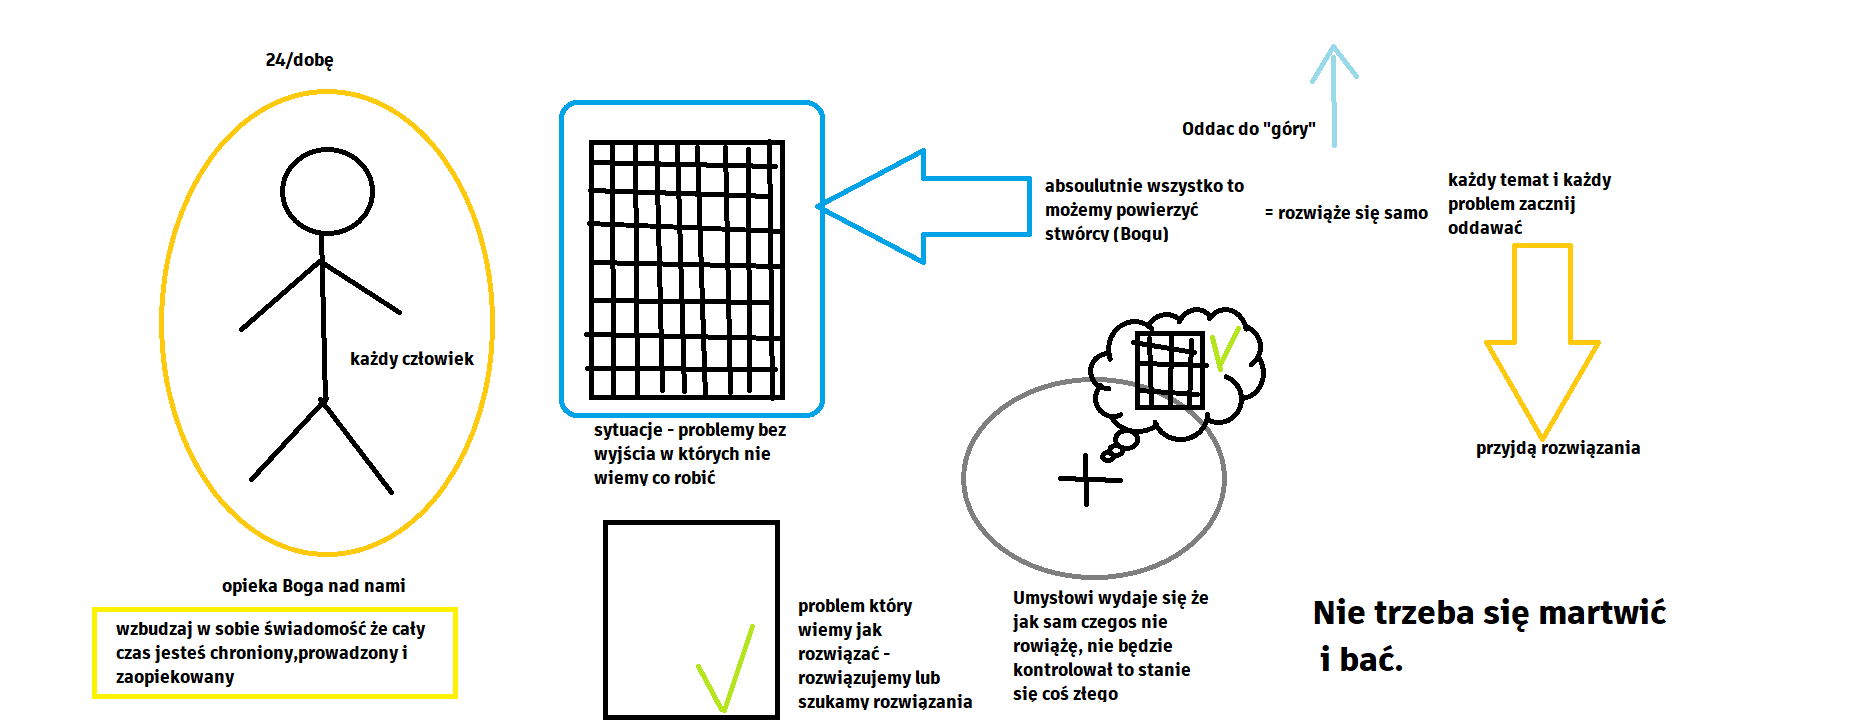 24/dobę
każdy człowiek
opieka Boga nad nami
wzbudzaj w sobie świadomość że cały
czas jesteś chroniony,prowadzony i
zaopiekowany
sytuacje - problemy bez
wyjścia w których nie
wiemy co robić
problem który
wiemy jak
rozwiązać -
rozwiązujemy lub
szukamy rozwiązania
Oddac do "góry"
absoulutnie wszystko to
możemy powierzyć
stwórcy (Bogu)
= rozwiąże się samo
każdy temat i każdy
problem zacznij
oddawać
przyjdą rozwiązania
Umysłowi wydaje się że
jak sam czegos nie
rowiążę, nie będzie
kontrolował to stanie
się coś złego
Nie trzeba się martwić
i bać.